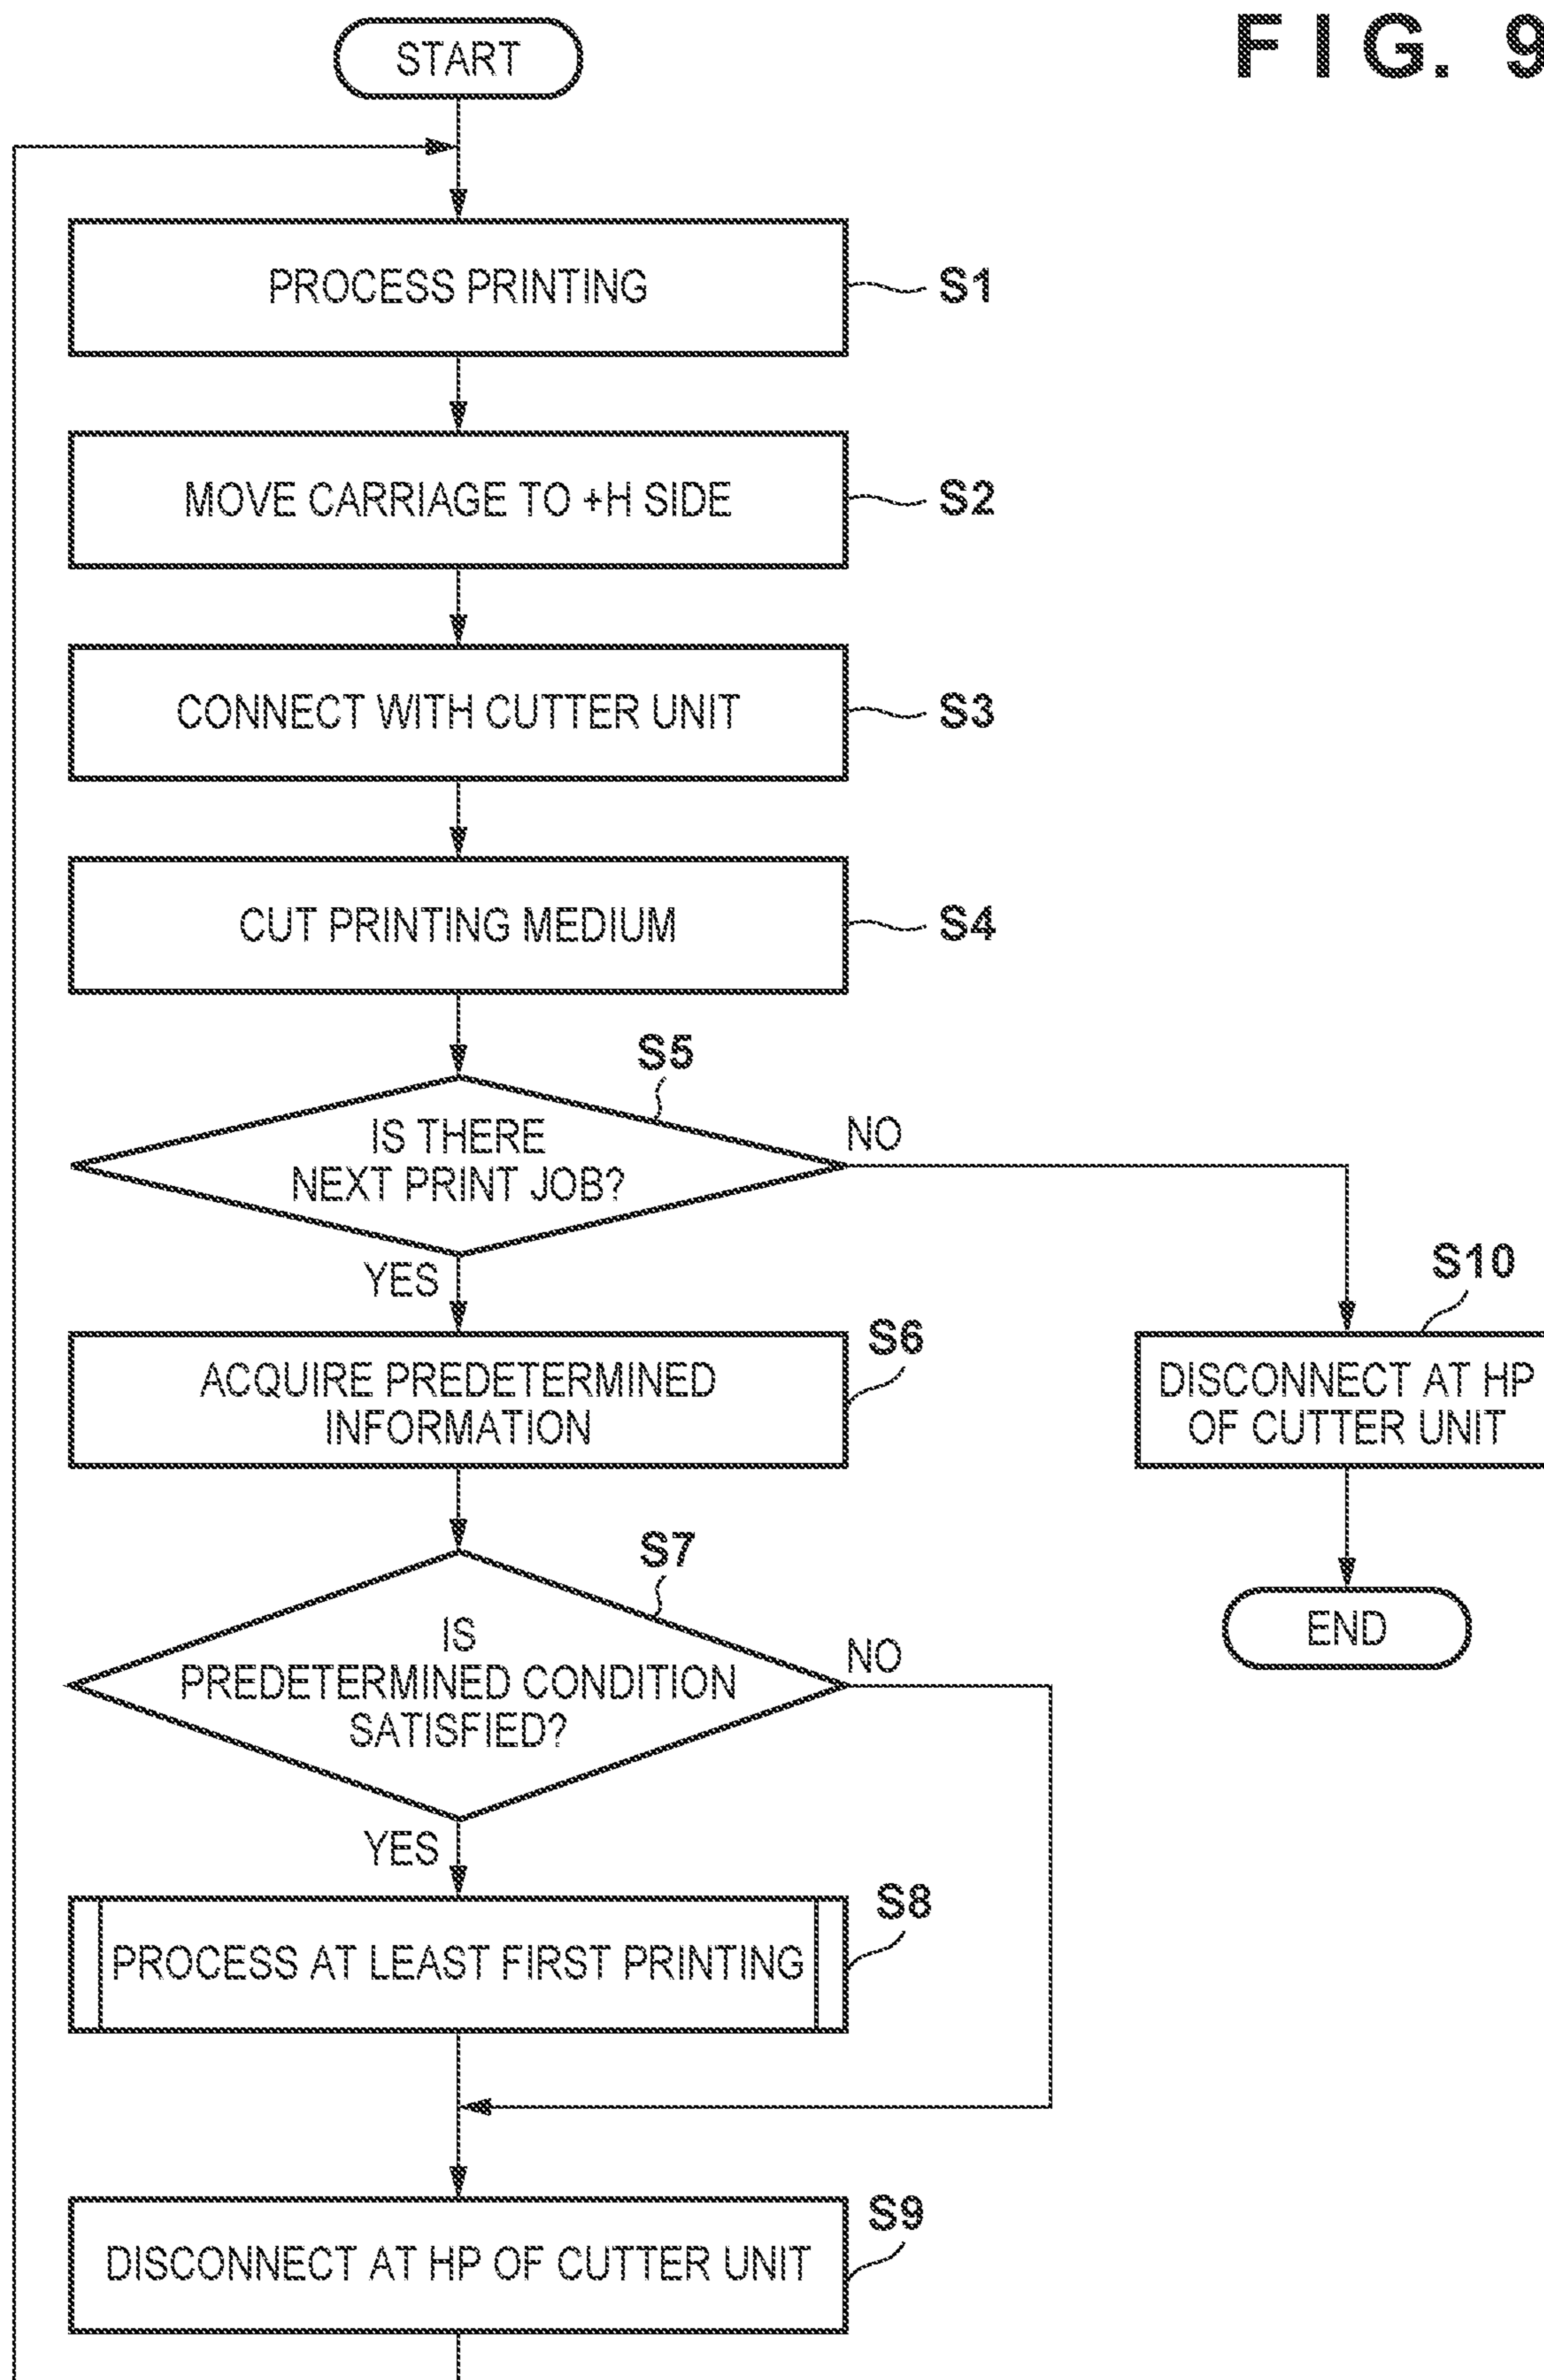 FIG. 9
START
PROCESS PRINTING
S1
MOVE CARRIAGE TO +H SIDE
S2
CONNECT WITH CUTTER UNIT
S3
CUT PRINTING MEDIUM
S4
S5
IS THERE
NEXT PRINT JOB?
NO
YES
S10
DISCONNECT AT HP
OF CUTTER UNIT
END
S6
ACQUIRE PREDETERMINED
INFORMATION
S7
IS
PREDETERMINED CONDITION
SATISFIED?
NO
YES
S8
PROCESS AT LEAST FIRST PRINTING
S9
DISCONNECT AT HP OF CUTTER UNIT